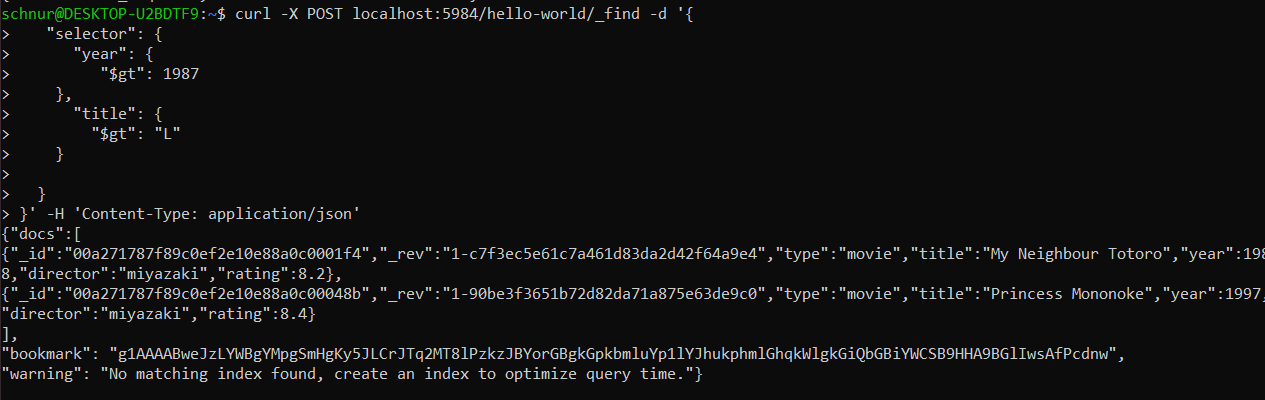 schnur@DESKTOP-U2BDTF9:~$ curl -X POST localhost:5984/hello-world/_find -d '{
>    "selector": {
>       "year": {
>          "$gt": 1987
>     },
>       "title": {
>         "$gt": "L"
>     }
>
>   }
> }' -H 'Content-Type: application/json'
{"docs":[
{"_id":"00a271787f89c0ef2e10e88a0c0001f4","_rev":"1-c7f3ec5e61c7a461d83da2d42f64a9e4","type":"movie","title":"My Neighbour Totoro","year":198
8,"director":"miyazaki","rating":8.2},
{"_id":"00a271787f89c0ef2e10e88a0c00048b","_rev":"1-90be3f3651b72d82da71a875e63de9c0","type":"movie","title":"Princess Mononoke","year":1997,
"director":"miyazaki","rating":8.4}
],
"bookmark": "g1AAAABweJzLYWBgYMpgSmHgKy5JLCrJTq2MT8lPzkzJBYorGBgkGpkbmluYp1lYJhukphmlGhqkWlgkGiQbGBiYWCSB9HHA9BGlIwsAfPcdnw",
"warning": "No matching index found, create an index to optimize query time."}